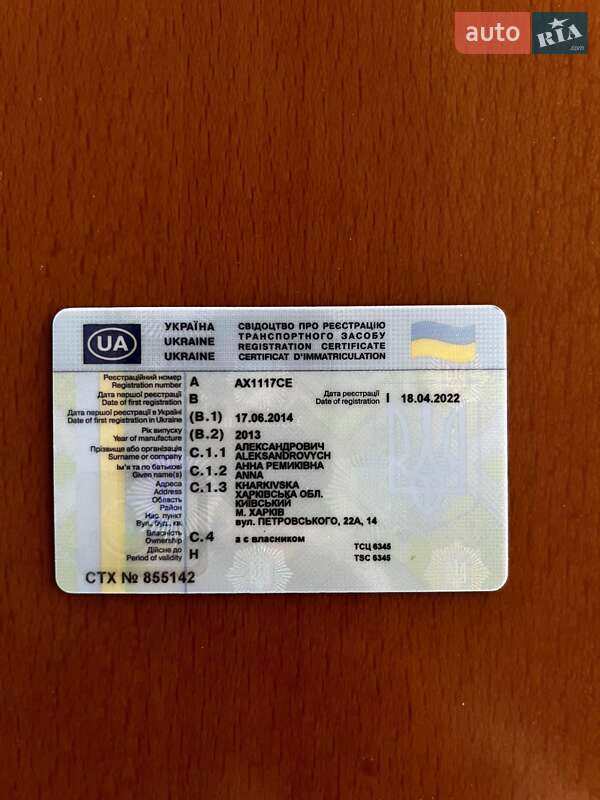 auto RIA .com
UA
УКРАЇНА
UKRAINE
UKRAINE
СВІДОЦТВО ПРО РЕЄСТРАЦІЮ
ТРАНСПОРТНОГО ЗАСОБУ
REGISTRATION CERTIFICATE
CERTIFICAT D'IMMATRICULATION
Реєстраційний номер
Registration number A AX1117CE
Дата першої реєстрації
Date of first registration B
Дата реєстрації
Date of registration I 18.04.2022
Дата першої реєстрації в Україні
Date of first registration in Ukraine (B.1) 17.06.2014
Рік випуску
Year of manufacture (B.2) 2013
Прізвище або організація
Surname or company C.1.1 АЛЕКСАНДРОВИЧ
ALEKSANDROVYCH
Ім'я та по батькові
Given name(s) C.1.2 АННА РЕМИКІВНА
ANNA
Адреса
Address C.1.3 KHARKIVSKA
Область ХАРКІВСЬКА ОБЛ.
Район КИЇВСЬКИЙ
Нас. пункт М. ХАРКІВ
Вул., буд., кв. вул. ПЕТРОВСЬКОГО, 22А, 14
Власність
Ownership C.4 а є власником
Дійсне до
Period of validity H
ТСЦ 6345
TSC 6345
СТХ № 855142